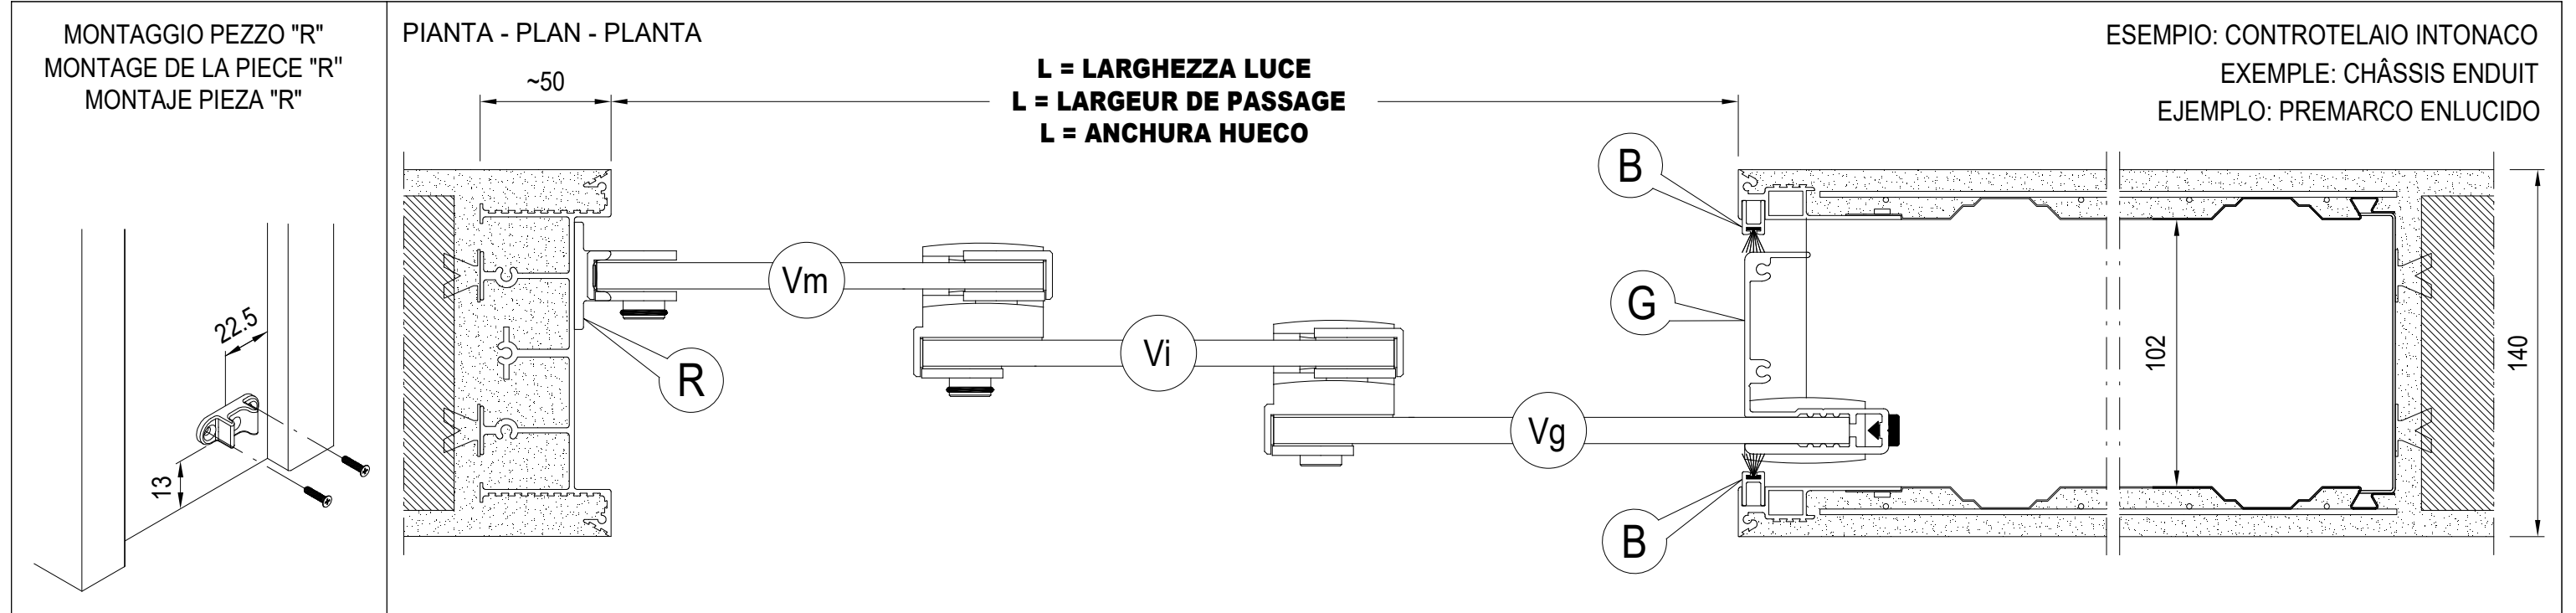 MONTAGGIO PEZZO "R"
MONTAGE DE LA PIECE "R"
MONTAJE PIEZA "R"
22.5
13
PIANTA - PLAN - PLANTA
~50
L = LARGHEZZA LUCE
L = LARGEUR DE PASSAGE
L = ANCHURA HUECO
ESEMPIO: CONTROTELAIO INTONACO
EXEMPLE: CHÂSSIS ENDUIT
EJEMPLO: PREMARCO ENLUCIDO
B
Vm
G
R
Vi
102
140
Vg
B